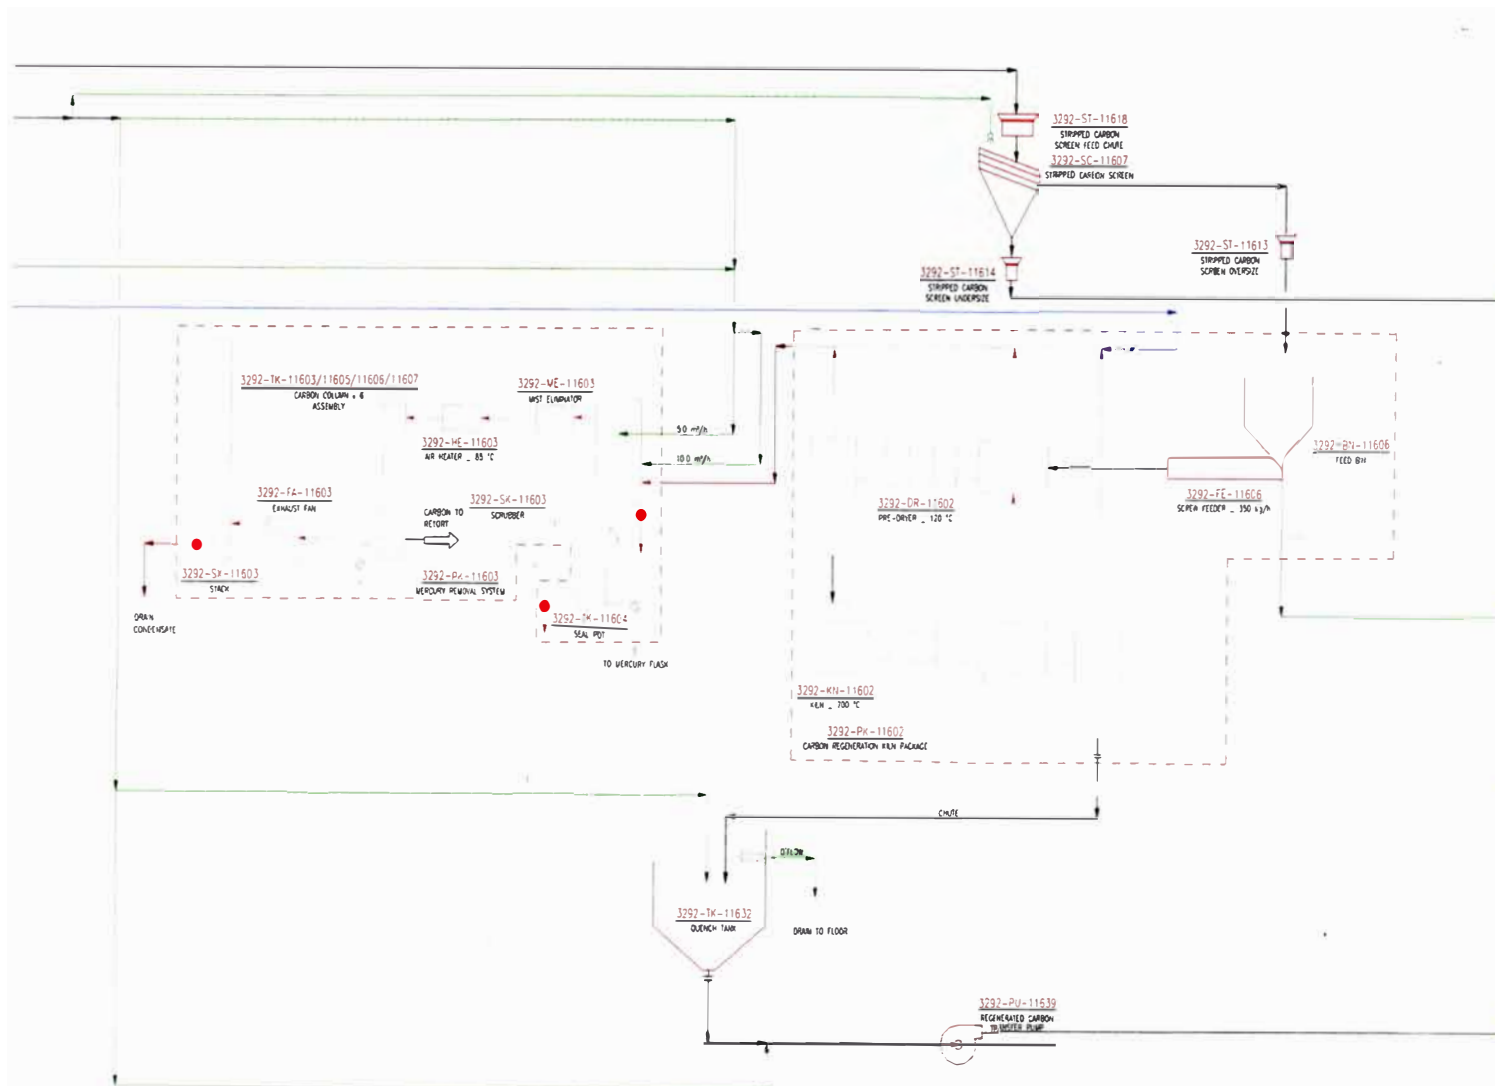 3292-ST-11618
STRIPPED CARBON
SCREEN FEED CHUTE
3292-SC-11607
STRIPPED CARBON SCREEN
3292-ST-11613
STRIPPED CARBON
SCREEN OVERSIZE
3292-ST-11614
STRIPPED CARBON
SCREEN UNDERSIZE
3292-TK-11603/11605/11606/11607
CARBON COLUMN x 6
ASSEMBLY
3292-ME-11603
MIST ELIMINATOR
3292-HE-11603
AIR HEATER _ 85 °C
5.0 m³/h
10.0 m³/h
3292-BN-11606
FEED BIN
3292-FA-11603
EXHAUST FAN
3292-SK-11603
SCRUBBER
CARBON TO
RETORT
3292-DR-11602
PRE-DRYER _ 120 °C
3292-FE-11606
SCREW FEEDER _ 350 kg/h
3292-SX-11603
STACK
3292-PK-11603
MERCURY REMOVAL SYSTEM
DRAIN
CONDENSATE
3292-TK-11604
SEAL POT
TO MERCURY FLASK
3292-KN-11602
KILN _ 700 °C
3292-PK-11602
CARBON REGENERATION KILN PACKAGE
CHUTE
O'FLOW
3292-TK-11632
QUENCH TANK
DRAIN TO FLOOR
3292-PU-11639
REGENERATED CARBON
TRANSFER PUMP